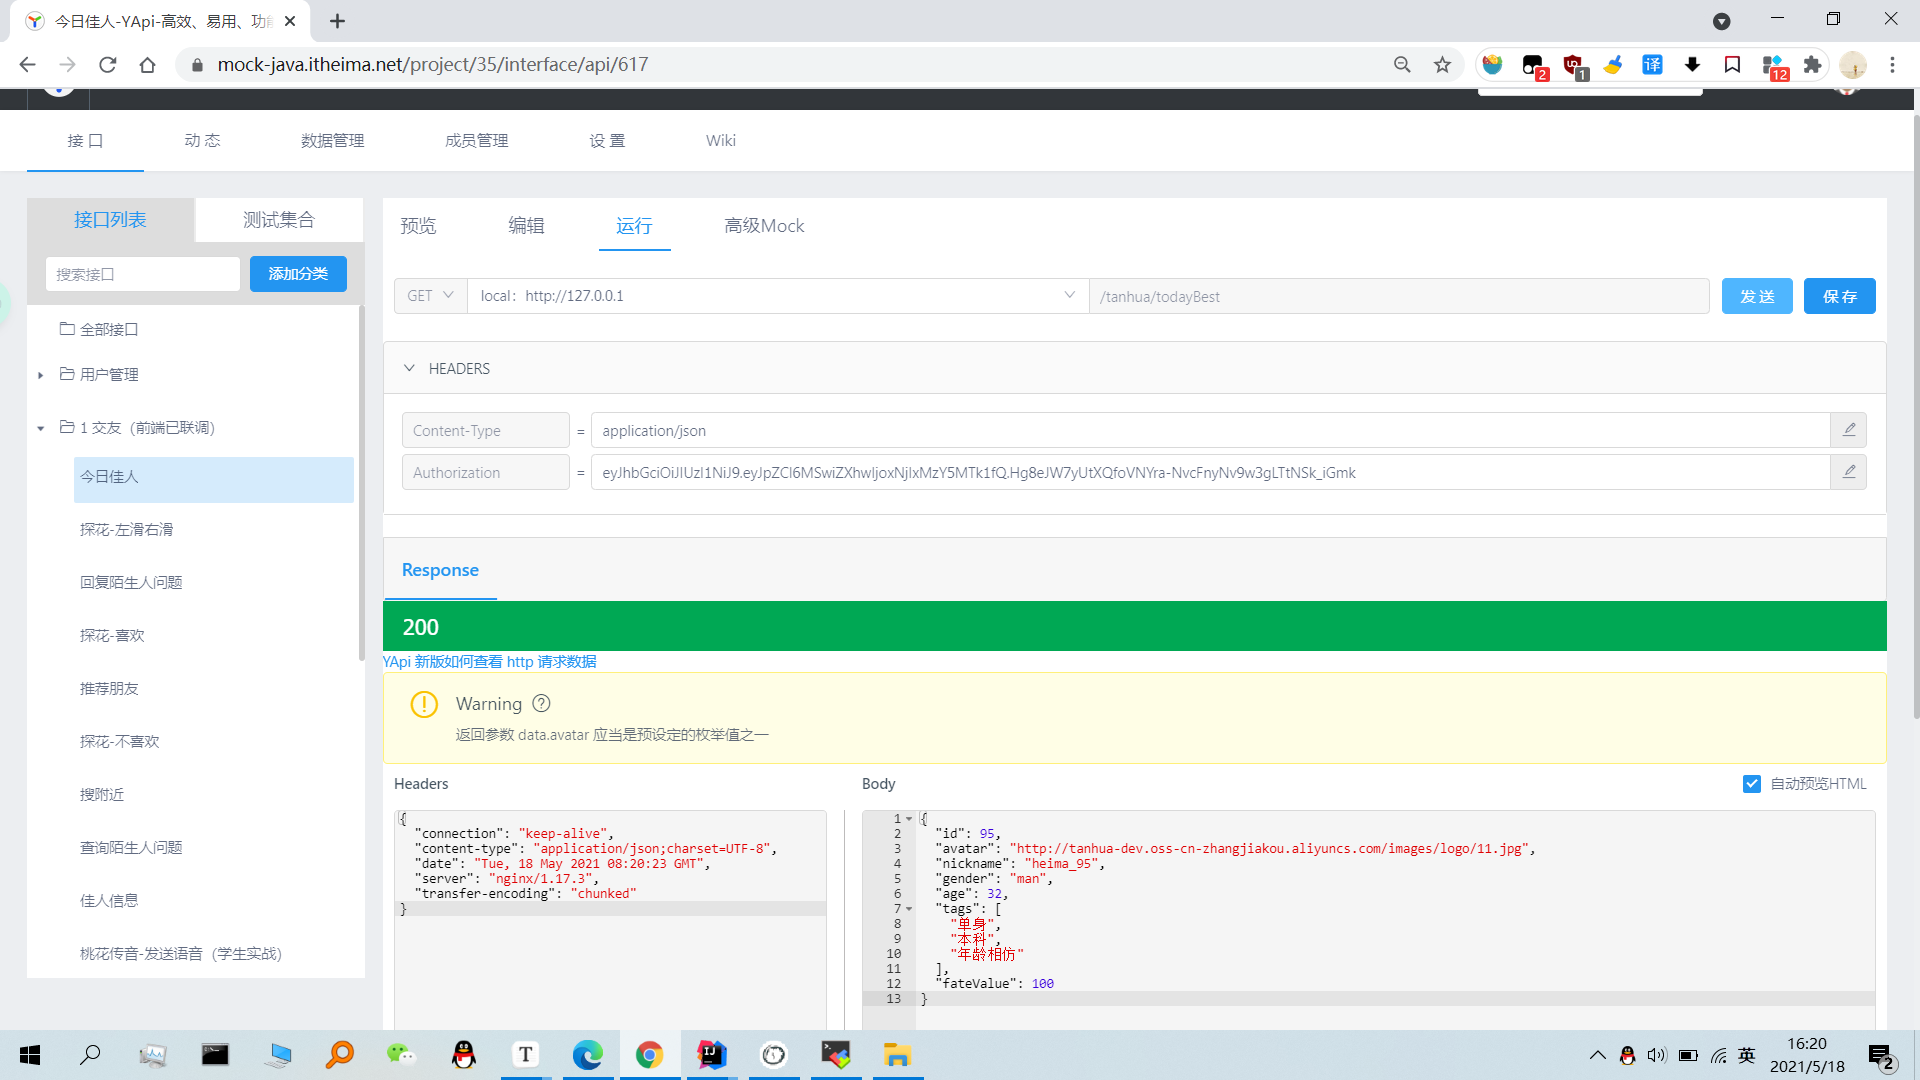 今日佳人-YApi-高效、易用、功能
mock-java.itheima.net/project/35/interface/api/617
2
1
译
12
接 口
动 态
数据管理
成员管理
设 置
Wiki
接口列表
测试集合
搜索接口
添加分类
全部接口
用户管理
1 交友（前端已联调）
今日佳人
探花-左滑右滑
回复陌生人问题
探花-喜欢
推荐朋友
探花-不喜欢
搜附近
查询陌生人问题
佳人信息
桃花传音-发送语音（学生实战）
预览
编辑
运行
高级Mock
GET
local：http://127.0.0.1
/tanhua/todayBest
发 送
保 存
HEADERS
Content-Type
=
application/json
Authorization
=
Response
200
YApi 新版如何查看 http 请求数据
Warning
返回参数 data.avatar 应当是预设定的枚举值之一
Headers
{
"connection": "keep-alive",
"content-type": "application/json;charset=UTF-8",
"date": "Tue, 18 May 2021 08:20:23 GMT",
"server": "nginx/1.17.3",
"transfer-encoding": "chunked"
}
Body
自动预览HTML
1 {
2 "id": 95,
3 "avatar": "http://tanhua-dev.oss-cn-zhangjiakou.aliyuncs.com/images/logo/11.jpg",
4 "nickname": "heima_95",
5 "gender": "man",
6 "age": 32,
7 "tags": [
8 "单身",
9 "本科",
10 "年龄相仿"
11 ],
12 "fateValue": 100
13 }
T
IJ
英
16:20
2021/5/18
2